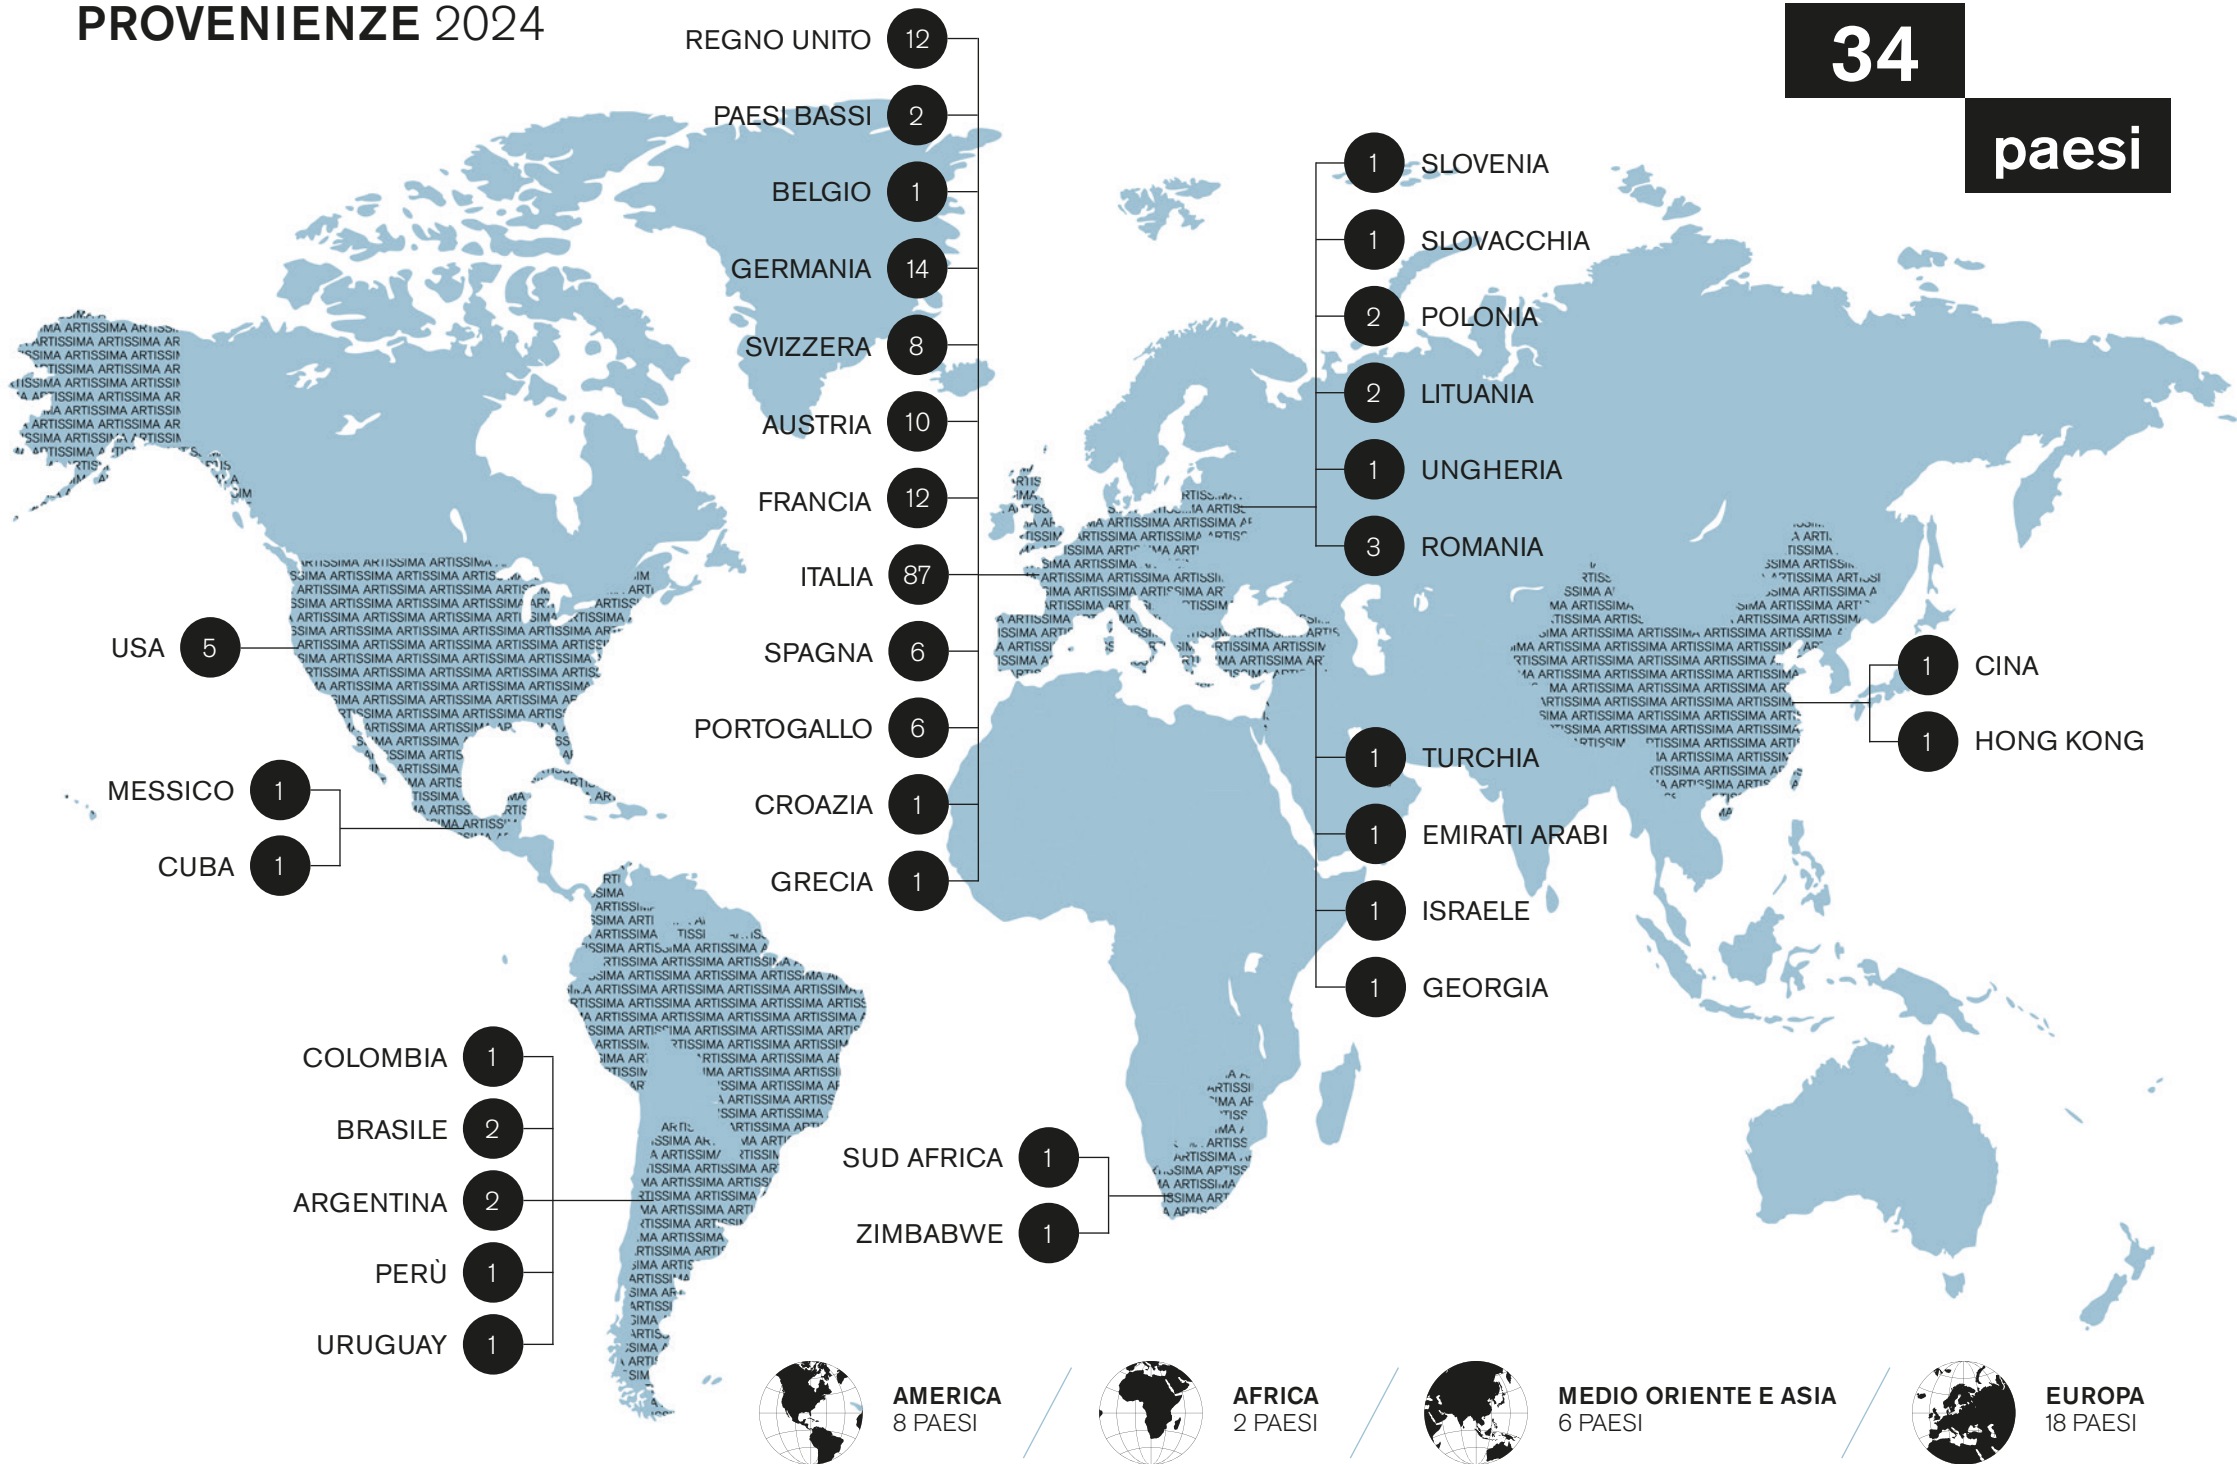 PROVENIENZE 2024
34
paesi
REGNO UNITO 12
PAESI BASSI 2
BELGIO 1
GERMANIA 14
SVIZZERA 8
AUSTRIA 10
FRANCIA 12
ITALIA 87
SPAGNA 6
PORTOGALLO 6
CROAZIA 1
GRECIA 1
1 SLOVENIA
1 SLOVACCHIA
2 POLONIA
2 LITUANIA
1 UNGHERIA
3 ROMANIA
USA 5
MESSICO 1
CUBA 1
1 CINA
1 HONG KONG
1 TURCHIA
1 EMIRATI ARABI
1 ISRAELE
1 GEORGIA
COLOMBIA 1
BRASILE 2
ARGENTINA 2
PERÙ 1
URUGUAY 1
SUD AFRICA 1
ZIMBABWE 1
AMERICA
8 PAESI
AFRICA
2 PAESI
MEDIO ORIENTE E ASIA
6 PAESI
EUROPA
18 PAESI